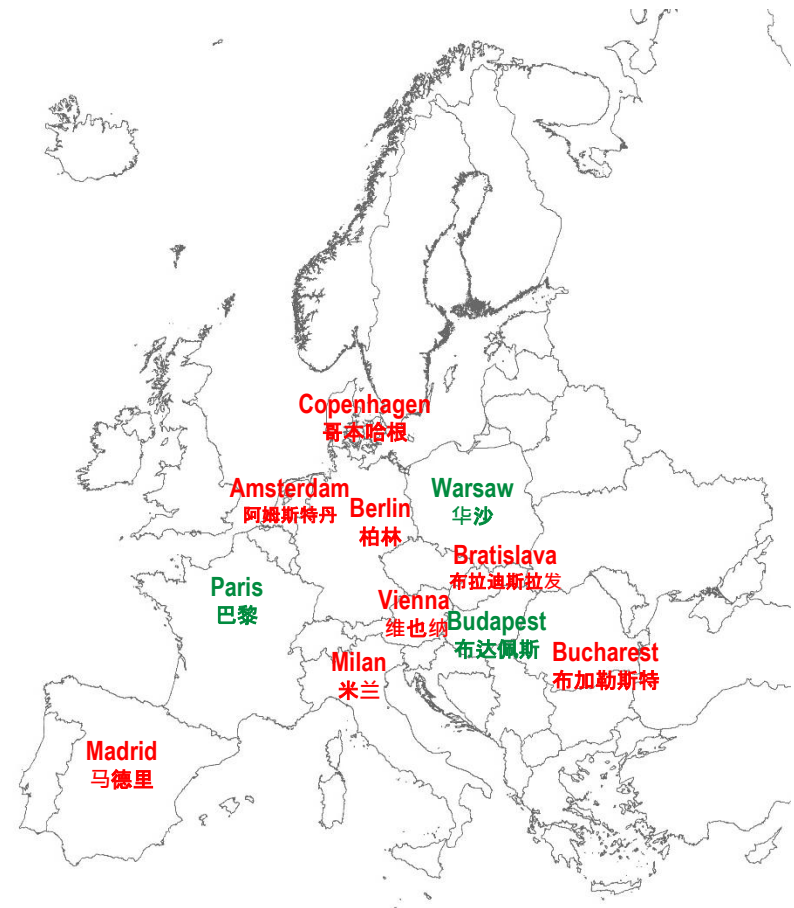 Copenhagen
哥本哈根
Amsterdam
阿姆斯特丹
Berlin
柏林
Warsaw
华沙
Bratislava
布拉迪斯拉发
Paris
巴黎
Vienna
维也纳
Budapest
布达佩斯
Milan
米兰
Bucharest
布加勒斯特
Madrid
马德里